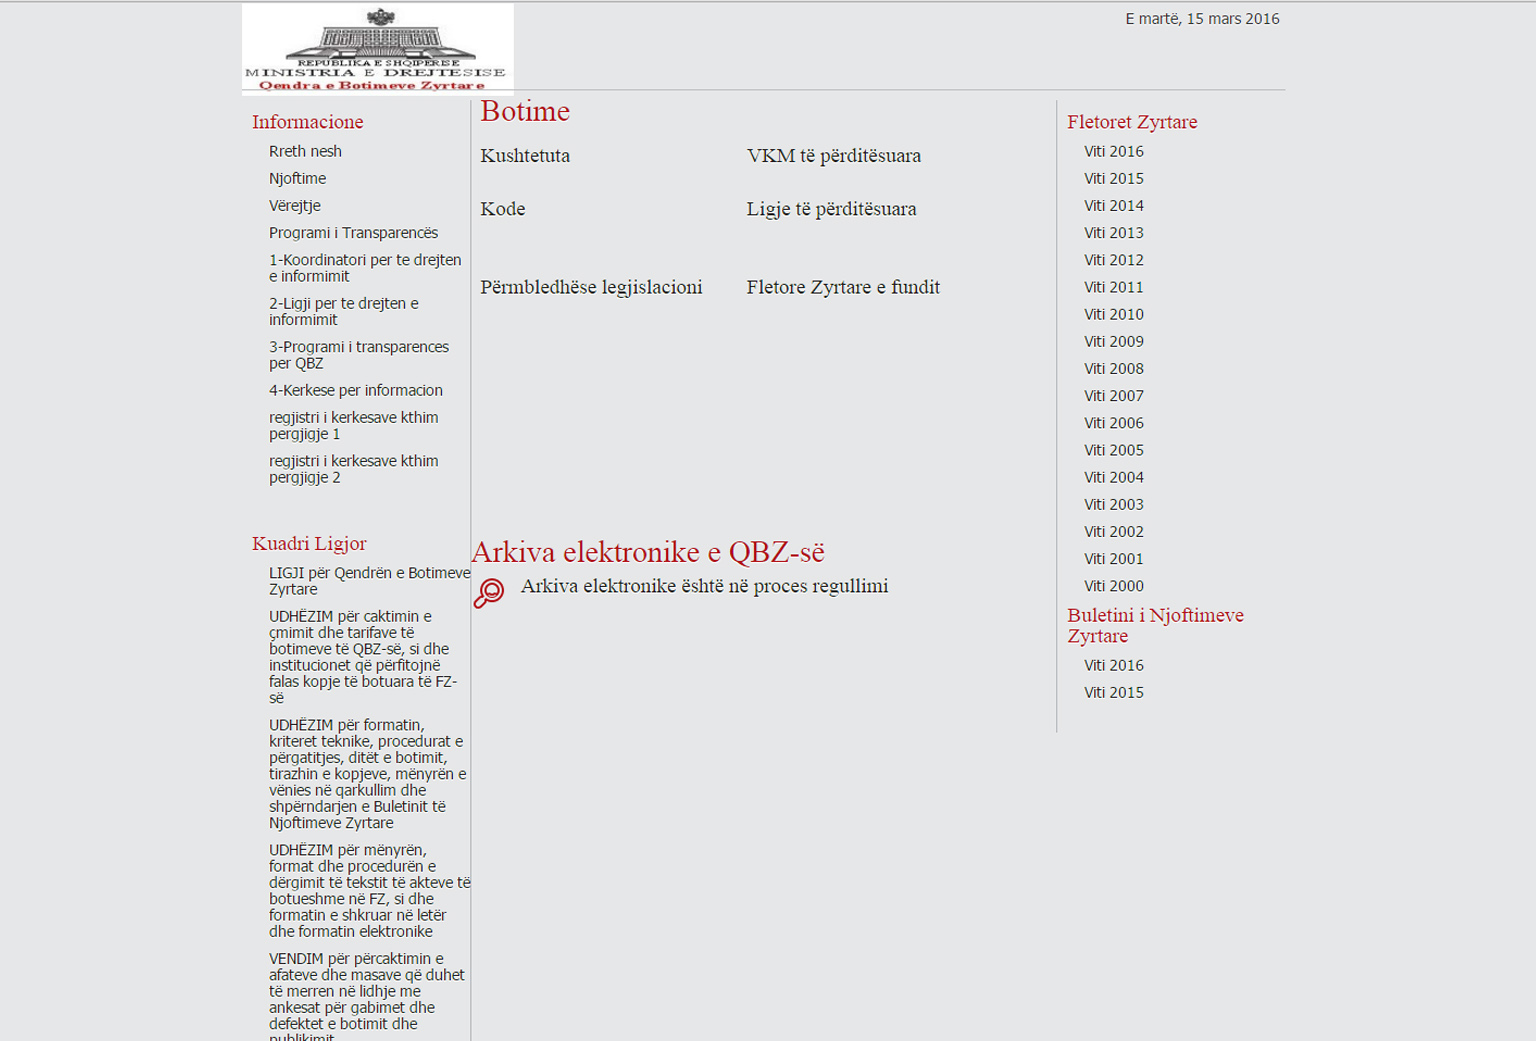 REPUBLIKA E SHQIPERISE
MINISTRIA E DREJTESISE
Qendra e Botimeve Zyrtare
E martë, 15 mars 2016
Informacione
Rreth nesh
Njoftime
Vërejtje
Programi i Transparencës
1-Koordinatori per te drejten
e informimit
2-Ligji per te drejten e
informimit
3-Programi i transparences
per QBZ
4-Kerkese per informacion
regjistri i kerkesave kthim
pergjigje 1
regjistri i kerkesave kthim
pergjigje 2
Kuadri Ligjor
LIGJI për Qendrën e Botimeve
Zyrtare
UDHËZIM për caktimin e
çmimit dhe tarifave të
botimeve të QBZ-së, si dhe
institucionet që përfitojnë
falas kopje të botuara të FZ-
së
UDHËZIM për formatin,
kriteret teknike, procedurat e
përgatitjes, ditët e botimit,
tirazhin e kopjeve, mënyrën e
vënies në qarkullim dhe
shpërndarjen e Buletinit të
Njoftimeve Zyrtare
UDHËZIM për mënyrën,
format dhe procedurën e
dërgimit të tekstit të akteve të
botueshme në FZ, si dhe
formatin e shkruar në letër
dhe formatin elektronike
VENDIM për përcaktimin e
afateve dhe masave që duhet
të merren në lidhje me
ankesat për gabimet dhe
defektet e botimit dhe
publikimit
Botime
Kushtetuta
VKM të përditësuara
Kode
Ligje të përditësuara
Përmbledhëse legjislacioni
Fletore Zyrtare e fundit
Arkiva elektronike e QBZ-së
Arkiva elektronike është në proces regullimi
Fletoret Zyrtare
Viti 2016
Viti 2015
Viti 2014
Viti 2013
Viti 2012
Viti 2011
Viti 2010
Viti 2009
Viti 2008
Viti 2007
Viti 2006
Viti 2005
Viti 2004
Viti 2003
Viti 2002
Viti 2001
Viti 2000
Buletini i Njoftimeve
Zyrtare
Viti 2016
Viti 2015